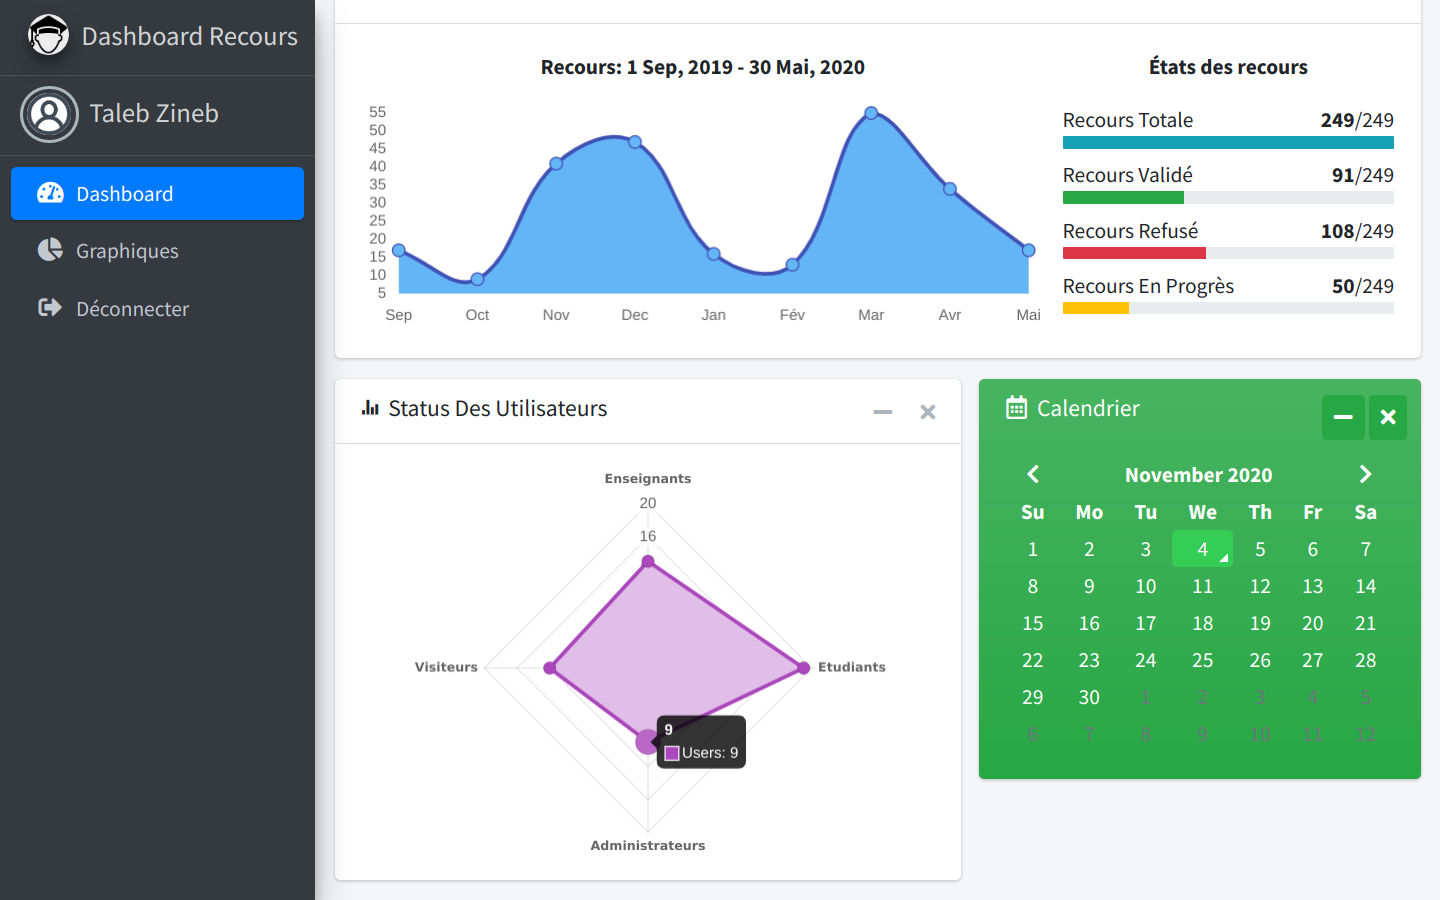 Dashboard Recours
Taleb Zineb
Dashboard
Graphiques
Déconnecter
Recours: 1 Sep, 2019 - 30 Mai, 2020
55
50
45
40
35
30
25
20
15
10
5
Sep Oct Nov Dec Jan Fév Mar Avr Mai
États des recours
Recours Totale 249/249
Recours Validé 91/249
Recours Refusé 108/249
Recours En Progrès 50/249
Status Des Utilisateurs
Enseignants
20
16
Visiteurs
Etudiants
9
Users: 9
Administrateurs
Calendrier
November 2020
Su Mo Tu We Th Fr Sa
1 2 3 4 5 6 7
8 9 10 11 12 13 14
15 16 17 18 19 20 21
22 23 24 25 26 27 28
29 30 1 2 3 4 5
6 7 8 9 10 11 12